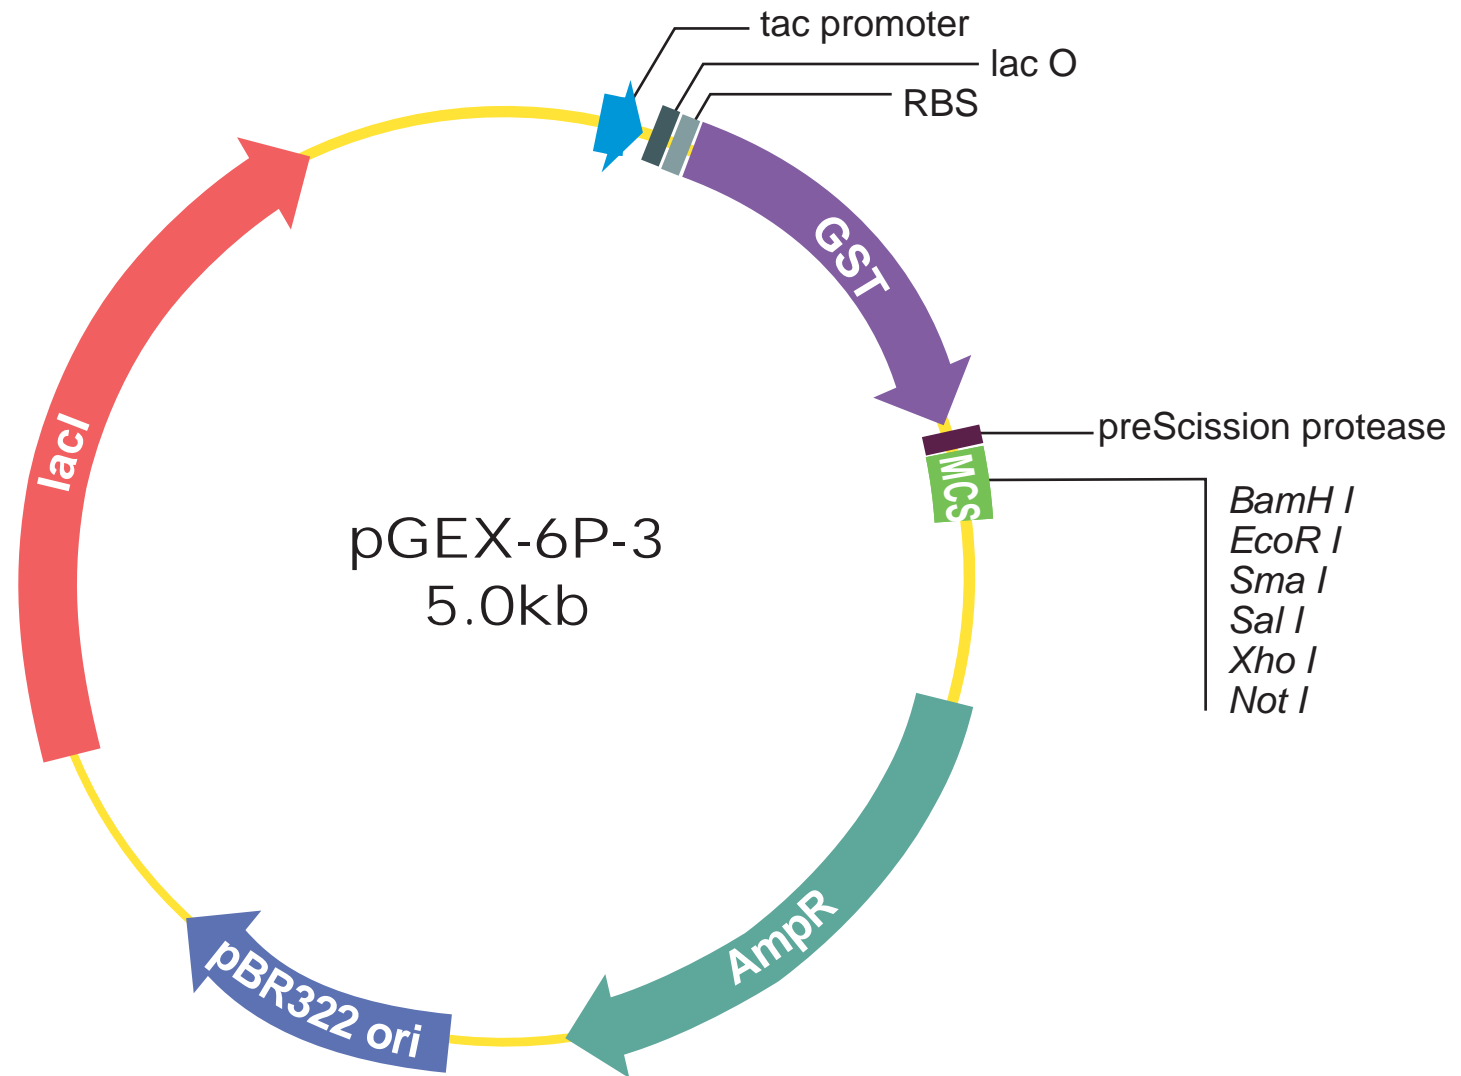 tac promoter
lac O
RBS
GST
preScission protease
MCS
BamH I
EcoR I
Sma I
Sal I
Xho I
Not I
lacI
pGEX-6P-3
5.0kb
AmpR
pBR322 ori